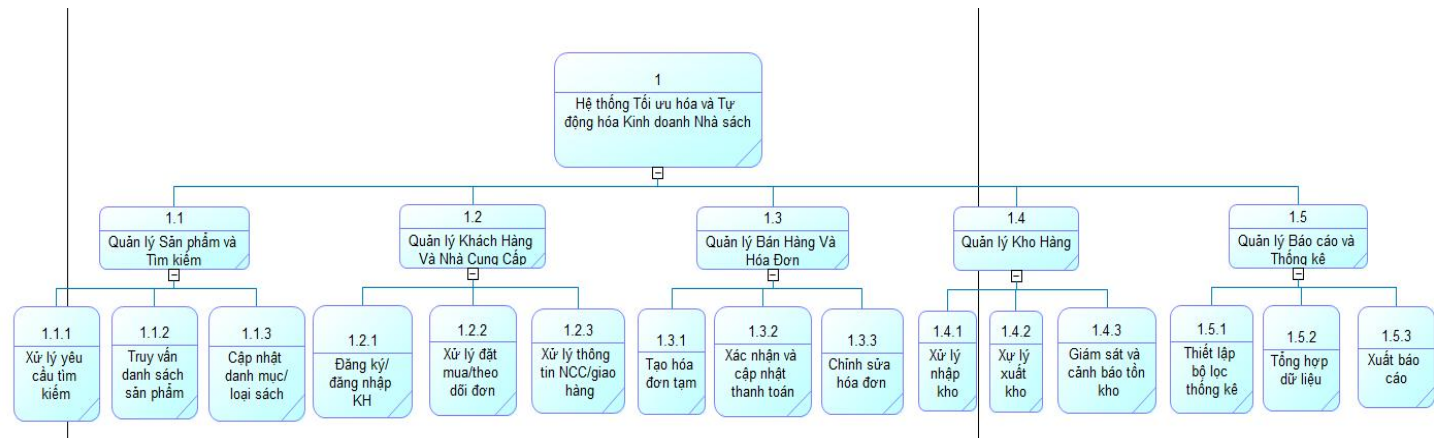 1
Hệ thống Tối ưu hóa và Tự
động hóa Kinh doanh Nhà sách
1.1
Quản lý Sản phẩm và
Tìm kiếm
1.2
Quản lý Khách Hàng
Và Nhà Cung Cấp
1.3
Quản lý Bán Hàng Và
Hóa Đơn
1.4
Quản lý Kho Hàng
1.5
Quản lý Báo cáo và
Thống kê
1.1.1
Xử lý yêu
cầu tìm
kiếm
1.1.2
Truy vấn
danh sách
sản phẩm
1.1.3
Cập nhật
danh mục/
loại sách
1.2.1
Đăng ký/
đăng nhập
KH
1.2.2
Xử lý đặt
mua/theo
dõi đơn
1.2.3
Xử lý thông
tin NCC/giao
hàng
1.3.1
Tạo hóa
đơn tạm
1.3.2
Xác nhận và
cập nhật
thanh toán
1.3.3
Chỉnh sửa
hóa đơn
1.4.1
Xử lý
nhập
kho
1.4.2
Xự lý
xuất
kho
1.4.3
Giám sát và
cảnh báo tồn
kho
1.5.1
Thiết lập
bộ lọc
thống kê
1.5.2
Tổng hợp
dữ liệu
1.5.3
Xuất báo
cáo